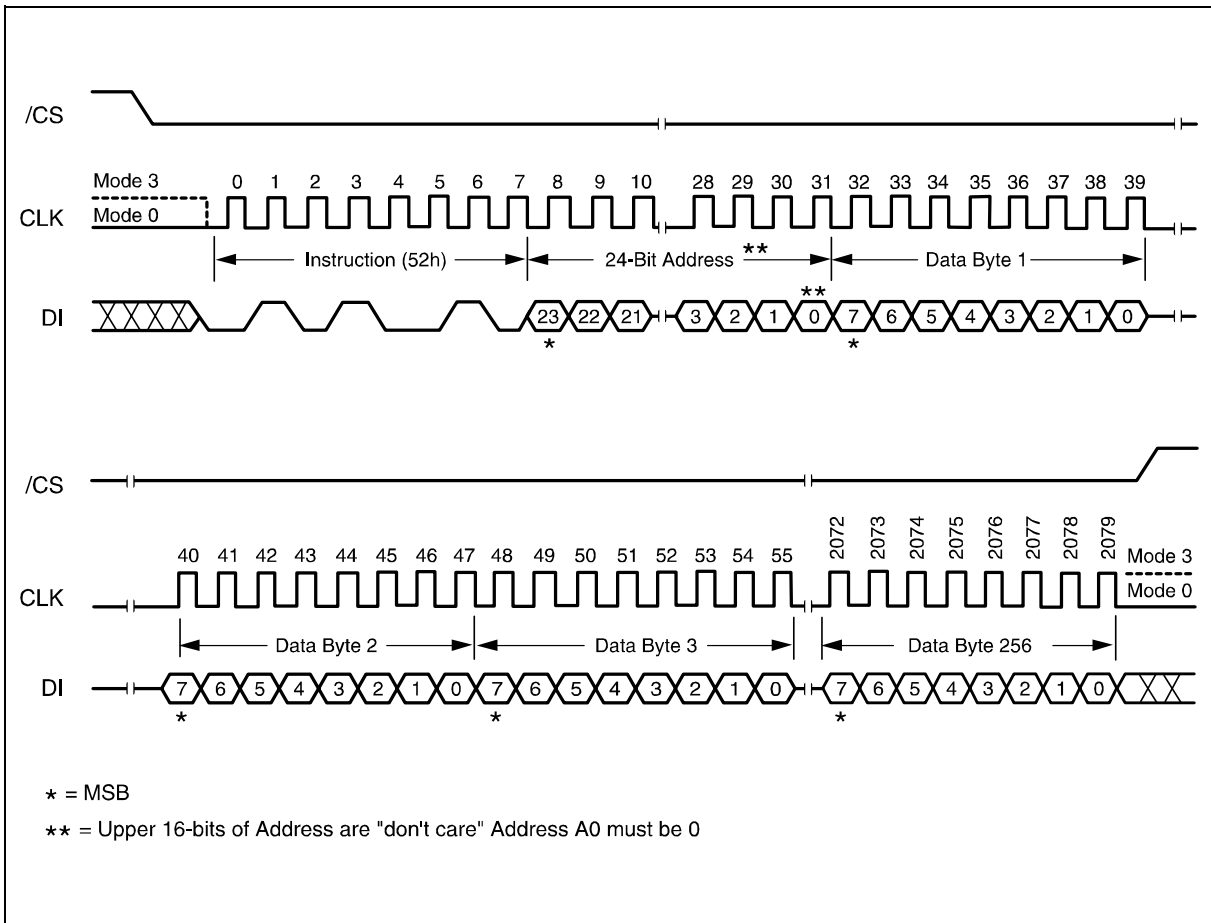 /CS
Mode 3
0 1 2 3 4 5 6 7 8 9 10 28 29 30 31 32 33 34 35 36 37 38 39
CLK
Mode 0
Instruction (52h) 24-Bit Address ** Data Byte 1
**
DI 23 22 21 3 2 1 0 7 6 5 4 3 2 1 0
* *
/CS
40 41 42 43 44 45 46 47 48 49 50 51 52 53 54 55 2072 2073 2074 2075 2076 2077 2078 2079
Mode 3
CLK
Mode 0
Data Byte 2 Data Byte 3 Data Byte 256
DI 7 6 5 4 3 2 1 0 7 6 5 4 3 2 1 0 7 6 5 4 3 2 1 0
* * *
* = MSB
** = Upper 16-bits of Address are "don't care" Address A0 must be 0